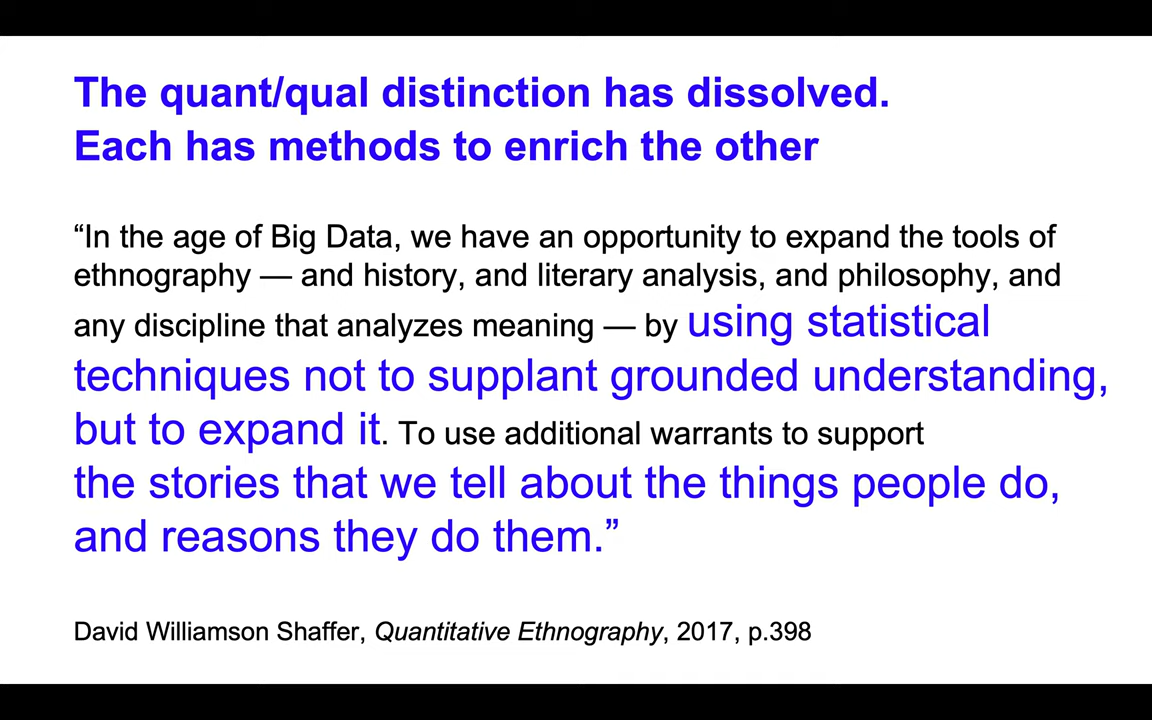 The quant/qual distinction has dissolved.
Each has methods to enrich the other
“In the age of Big Data, we have an opportunity to expand the tools of
ethnography — and history, and literary analysis, and philosophy, and
any discipline that analyzes meaning — by using statistical
techniques not to supplant grounded understanding,
but to expand it. To use additional warrants to support
the stories that we tell about the things people do,
and reasons they do them.”
David Williamson Shaffer, Quantitative Ethnography, 2017, p.398